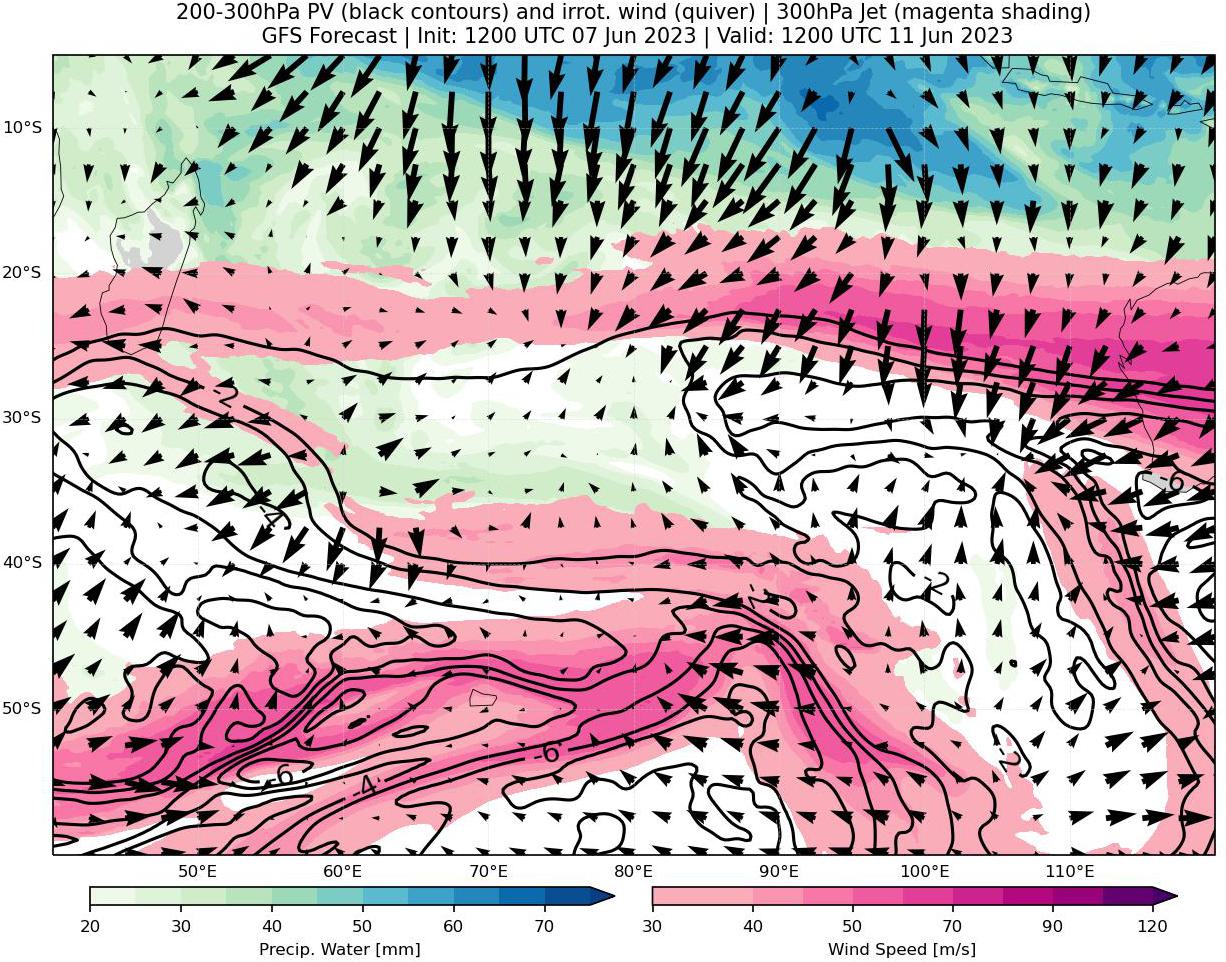 200-300hPa PV (black contours) and irrot. wind (quiver) | 300hPa Jet (magenta shading)
GFS Forecast | Init: 1200 UTC 07 Jun 2023 | Valid: 1200 UTC 11 Jun 2023
10°S
20°S
-2
30°S
-4
-6
40°S
-2
-2
50°S
-6
-6
-4
-2
50°E 60°E 70°E 80°E 90°E 100°E 110°E
20 30 40 50 60 70
30 40 50 70 90 120
Precip. Water [mm]
Wind Speed [m/s]